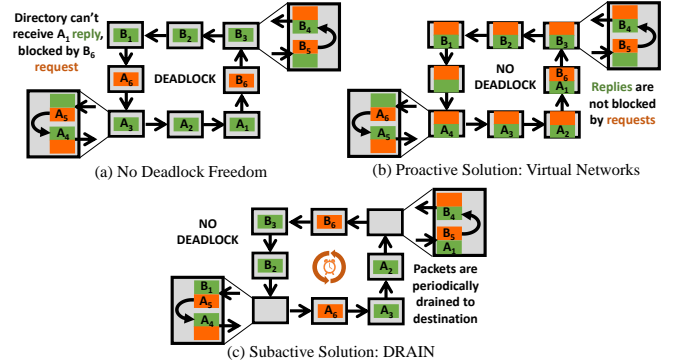 Directory can't
receive A1 reply,
blocked by B6
request
B1
B2
B3
B4
B5
A6
DEADLOCK
B6
A5
A4
A3
A2
A1
(a) No Deadlock Freedom
B1
B2
B3
B4
B5
NO
DEADLOCK
B6
A1
Replies are
not blocked
by requests
A6
A5
A4
A3
A2
(b) Proactive Solution: Virtual Networks
NO
DEADLOCK
B3
B6
B4
B5
A1
B2
A2
Packets are
periodically
drained to
destination
B1
A5
A4
A6
A3
(c) Subactive Solution: DRAIN